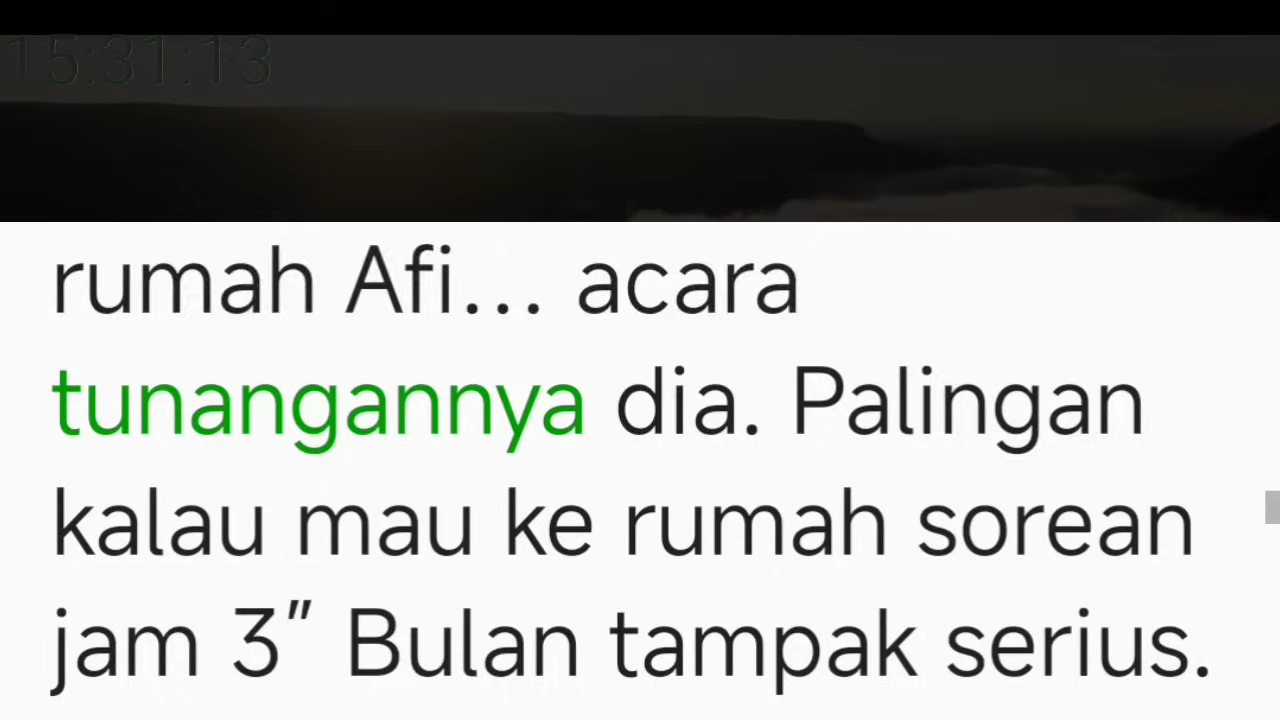 15:31:13
rumah Afi... acara
tunangannya dia. Palingan
kalau mau ke rumah sorean
jam 3" Bulan tampak serius.